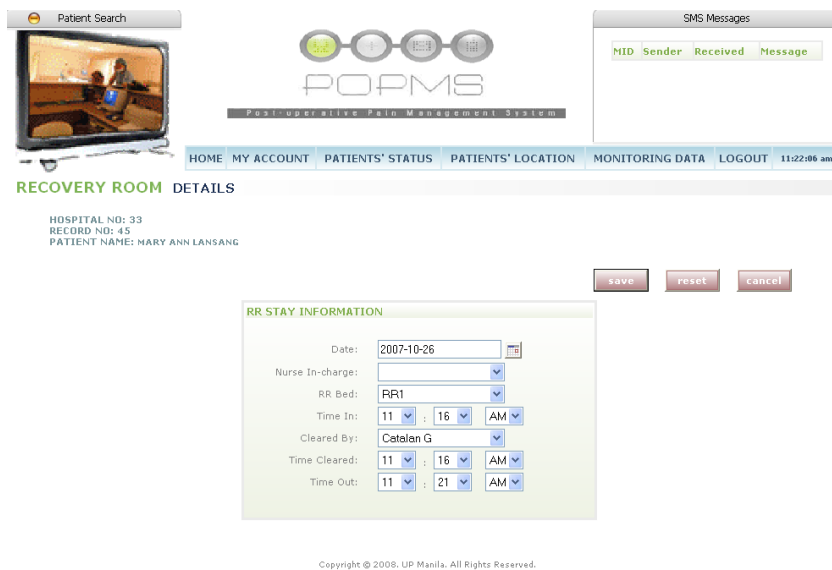 Patient Search
SMS Messages
MID Sender Received Message
POPMS
Post-operative Pain Management System
HOME MY ACCOUNT PATIENTS' STATUS PATIENTS' LOCATION MONITORING DATA LOGOUT 11:22:06 am
RECOVERY ROOM DETAILS
HOSPITAL NO: 33
RECORD NO: 45
PATIENT NAME: MARY ANN LANSANG
save reset cancel
RR STAY INFORMATION
Date: 2007-10-26
Nurse In-charge:
RR Bed: RR1
Time In: 11 : 16 AM
Cleared By: Catalan G
Time Cleared: 11 : 16 AM
Time Out: 11 : 21 AM
Copyright @ 2008. UP Manila. All Rights Reserved.